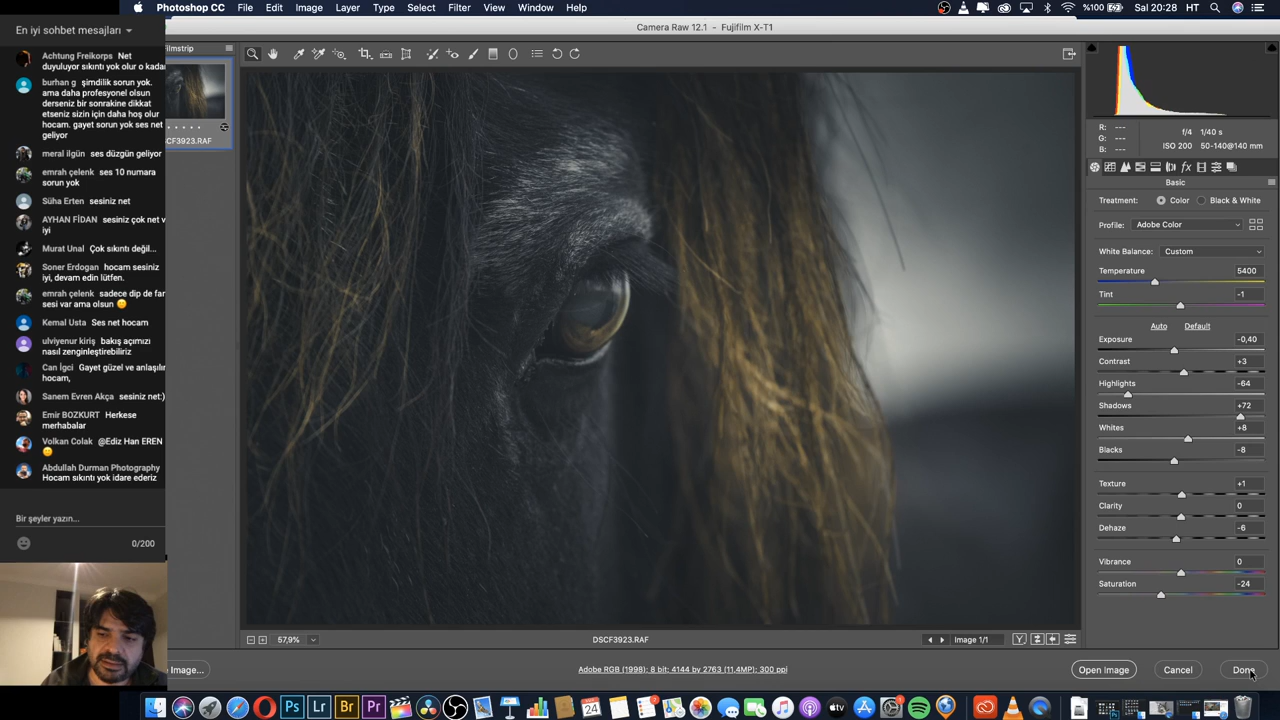 Photoshop CC File Edit Image Layer Type Select Filter View Window Help
%100 Sal 20:28 HT
Camera Raw 12.1 - Fujifilm X-T1
En iyi sohbet mesajları
Filmstrip
Achtung Freikorps Net
duyuluyor sıkıntı yok olur o kadar
burhan g şimdilik sorun yok.
ama daha profesyonel olsun
derseniz bir sonrakine dikkat
etseniz sizin için daha hoş olur
hocam. gayet sorun yok ses net
geliyor
meral ilgün ses düzgün geliyor
emrah çelenk ses 10 numara
sorun yok
Süha Erten sesiniz net
AYHAN FİDAN sesiniz çok net v
iyi
Murat Unal Çok sıkıntı değil...
Soner Erdogan hocam sesiniz
iyi, devam edin lütfen.
emrah çelenk sadece dip de fan
sesi var ama olsun
Kemal Usta Ses net hocam
ulviyenur kiriş bakış açımızı
nasıl zenginleştirebiliriz
Can İgci Gayet güzel ve anlaşılır
hocam,
Sanem Evren Akça sesiniz net:)
Emir BOZKURT Herkese
merhabalar
Volkan Colak @Ediz Han EREN
Abdullah Durman Photography
Hocam sıkıntı yok idare ederiz
Bir şeyler yazın...
0/200
CF3923.RAF
R: ---
G: ---
B: ---
f/4 1/40 s
ISO 200 50-140@140 mm
Basic
Treatment: Color Black & White
Profile: Adobe Color
White Balance: Custom
Temperature 5400
Tint -1
Auto Default
Exposure -0,40
Contrast +3
Highlights -64
Shadows +72
Whites +8
Blacks -8
Texture +1
Clarity 0
Dehaze -6
Vibrance 0
Saturation -24
57,9% DSCF3923.RAF Image 1/1
Image... Adobe RGB (1998); 8 bit; 4144 by 2763 (11,4MP); 300 ppi Open Image Cancel Done
Ps Lr Br Pr 24